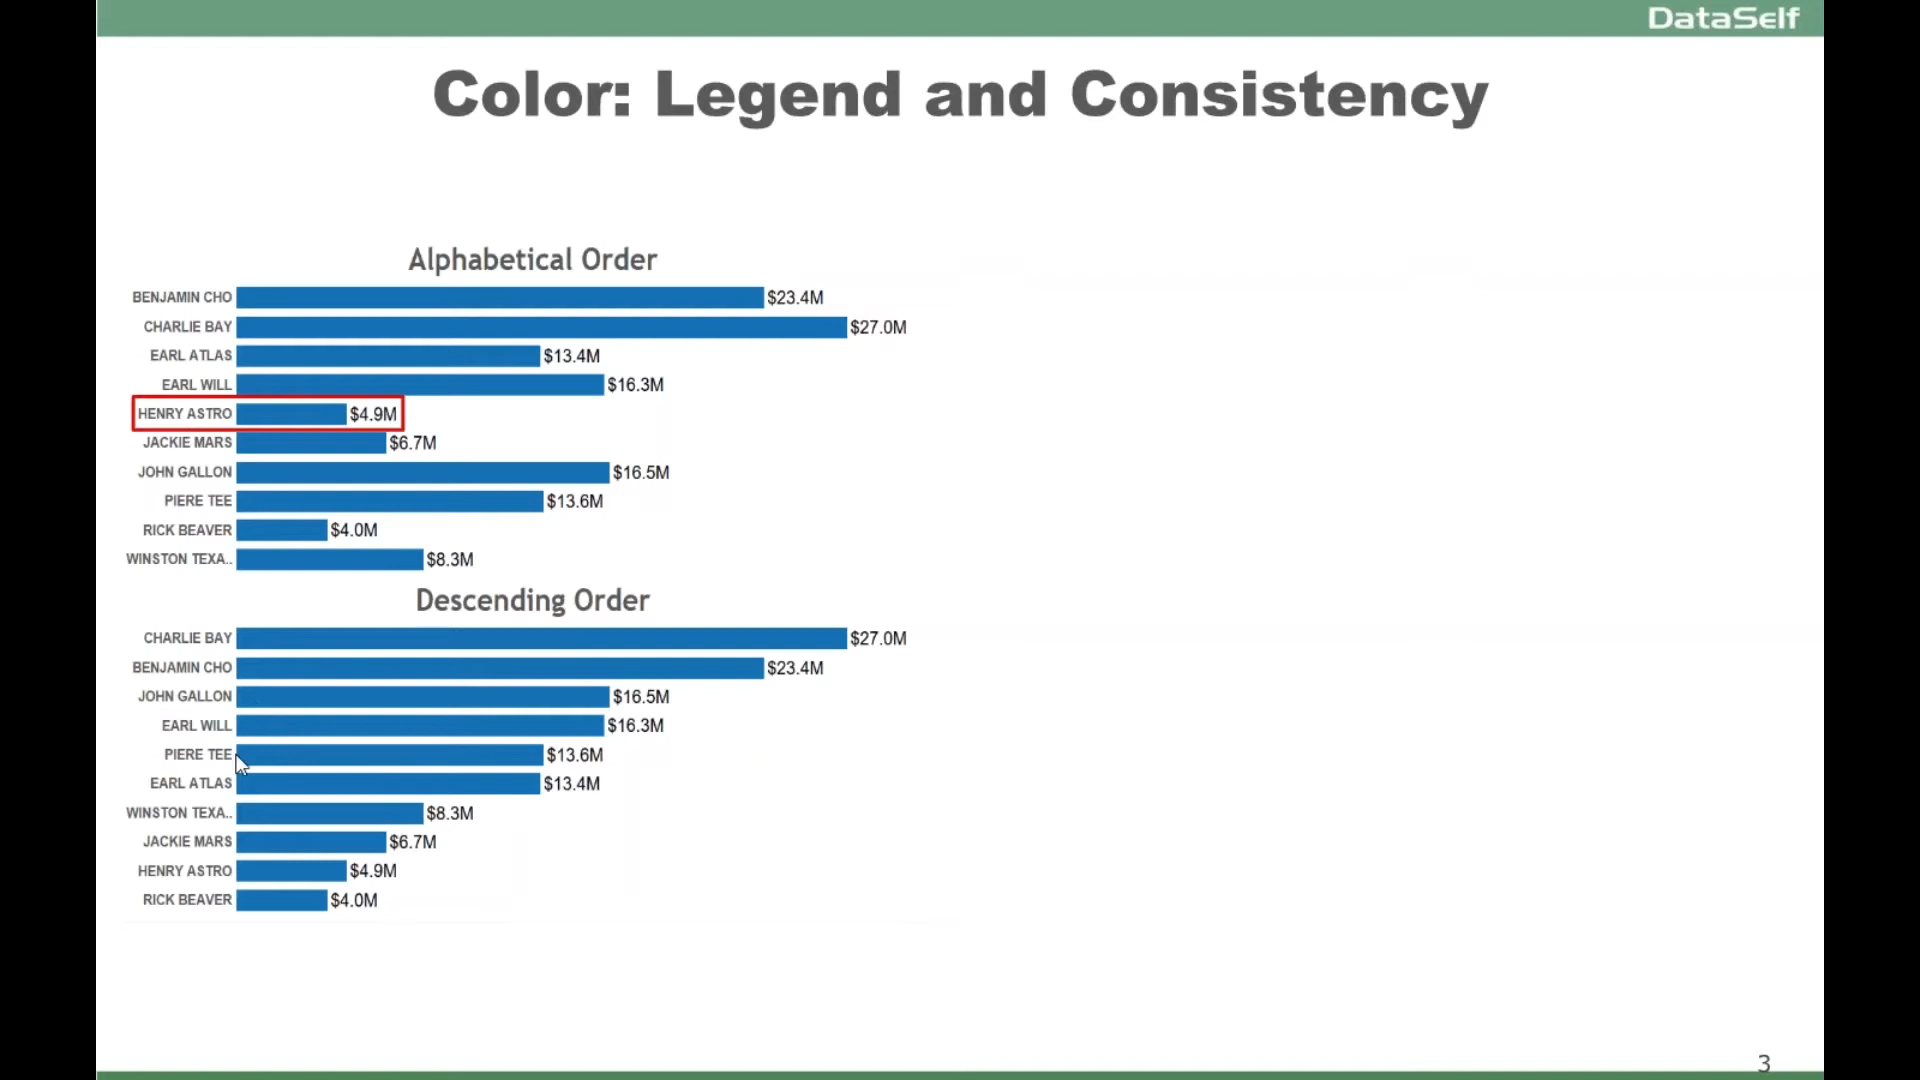 DataSelf
Color: Legend and Consistency
Alphabetical Order
BENJAMIN CHO $23.4M
CHARLIE BAY $27.0M
EARL ATLAS $13.4M
EARL WILL $16.3M
HENRY ASTRO $4.9M
JACKIE MARS $6.7M
JOHN GALLON $16.5M
PIERE TEE $13.6M
RICK BEAVER $4.0M
WINSTON TEXA.. $8.3M
Descending Order
CHARLIE BAY $27.0M
BENJAMIN CHO $23.4M
JOHN GALLON $16.5M
EARL WILL $16.3M
PIERE TEE $13.6M
EARL ATLAS $13.4M
WINSTON TEXA.. $8.3M
JACKIE MARS $6.7M
HENRY ASTRO $4.9M
RICK BEAVER $4.0M
3